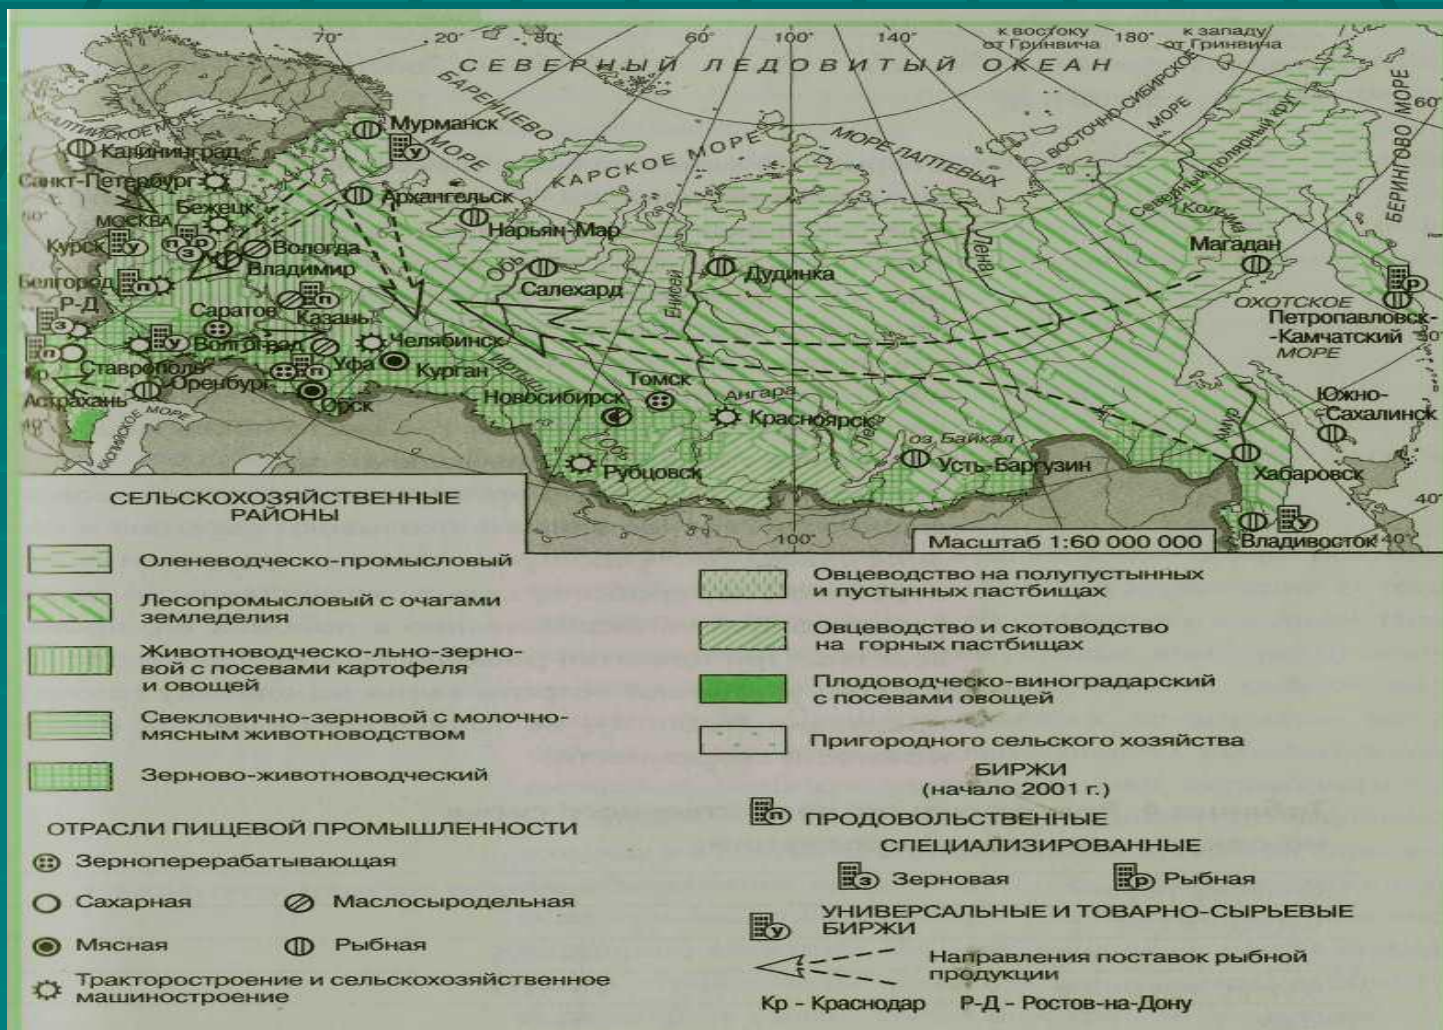 70°
20°
80°
60°
100°
140°
к востоку
от Гринвича
180°
к западу
от Гринвича
СЕВЕРНЫЙ ЛЕДОВИТЫЙ ОКЕАН
БАРЕНЦЕВО
МОРЕ
КАРСКОЕ МОРЕ
МОРЕ ЛАПТЕВЫХ
ВОСТОЧНО-СИБИРСКОЕ
МОРЕ
БЕРИНГОВО МОРЕ
60°
Северный полярный круг
БАЛТИЙСКОЕ МОРЕ
Мурманск
у
Калининград
Санкт-Петербург
Архангельск
Бежецк
МОСКВА
п р
з
Нарьян-Мар
Курск
у
Вологда
Владимир
Колыма
Магадан
Лена
Обь
Салехард
Енисей
Дудинка
Белгород
п
Р-Д
з
п
Казань
Саратов
р
ОХОТСКОЕ
МОРЕ
Петропавловск-
-Камчатский
п
у
Волгоград
Челябинск
Ставрополь
п
Уфа
Курган
Иртыш
Томск
Ангара
Оренбург
Орск
Новосибирск
Астрахань
КАСПИЙСКОЕ МОРЕ
40°
Красноярск
Обь
Рубцовск
оз. Байкал
Усть-Баргузин
Амур
Южно-
-Сахалинск
Хабаровск
40°
у
Владивосток
140°
100°
Масштаб 1:60 000 000
СЕЛЬСКОХОЗЯЙСТВЕННЫЕ
РАЙОНЫ
Оленеводческо-промысловый
Лесопромысловый с очагами
земледелия
Животноводческо-льно-зерно-
вой с посевами картофеля
и овощей
Свекловично-зерновой с молочно-
мясным животноводством
Зерново-животноводческий
ОТРАСЛИ ПИЩЕВОЙ ПРОМЫШЛЕННОСТИ
Зерноперерабатывающая
Сахарная
Маслосыродельная
Мясная
Рыбная
Тракторостроение и сельскохозяйственное
машиностроение
Овцеводство на полупустынных
и пустынных пастбищах
Овцеводство и скотоводство
на горных пастбищах
Плодоводческо-виноградарский
с посевами овощей
Пригородного сельского хозяйства
БИРЖИ
(начало 2001 г.)
п ПРОДОВОЛЬСТВЕННЫЕ
СПЕЦИАЛИЗИРОВАННЫЕ
з Зерновая
р Рыбная
у УНИВЕРСАЛЬНЫЕ И ТОВАРНО-СЫРЬЕВЫЕ
БИРЖИ
Направления поставок рыбной
продукции
Кр - Краснодар Р-Д - Ростов-на-Дону